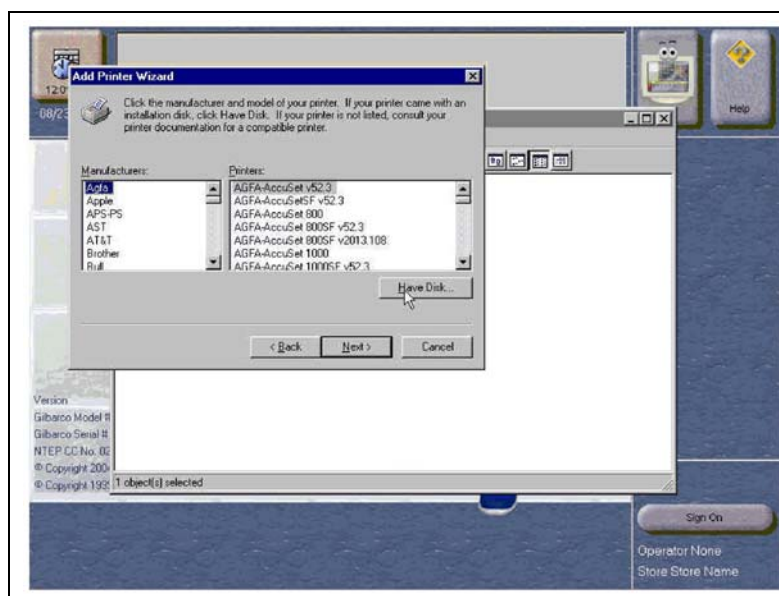 12:0
08/23
Help
Add Printer Wizard
Click the manufacturer and model of your printer. If your printer came with an
installation disk, click Have Disk. If your printer is not listed, consult your
printer documentation for a compatible printer.
Manufacturers:
Agfa
Apple
APS-PS
AST
AT&T
Brother
Bull
Printers:
AGFA-AccuSet v52.3
AGFA-AccuSetSF v52.3
AGFA-AccuSet 800
AGFA-AccuSet 800SF v52.3
AGFA-AccuSet 800SF v2013.108
AGFA-AccuSet 1000
AGFA-AccuSet 1000SF v52.3
Have Disk...
< Back
Next >
Cancel
Version
Gilbarco Model #
Gilbarco Serial #
NTEP CC No. 02
© Copyright 200
© Copyright 199
1 object(s) selected
Sign On
Operator None
Store Store Name